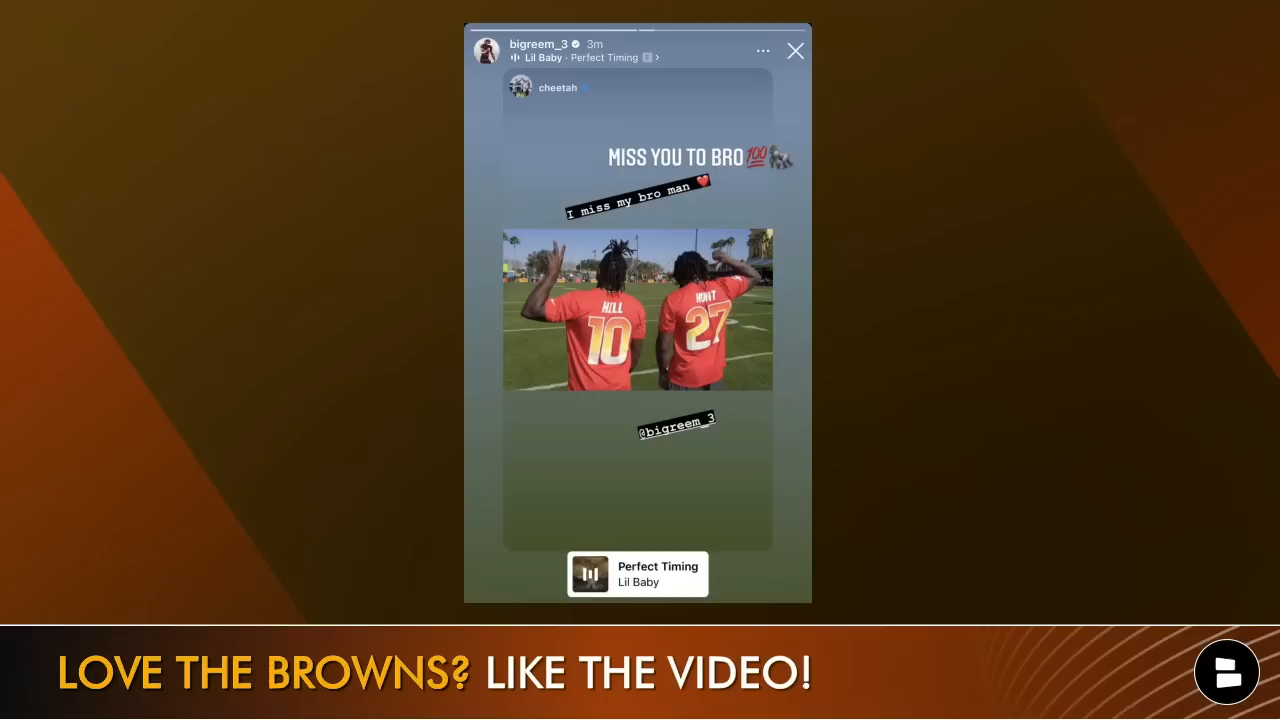 bigreem_3 3m
Lil Baby · Perfect Timing E >
cheetah
MISS YOU TO BRO💯🦍
I miss my bro man ❤️
HILL
10
HUNT
27
@bigreem_3
Perfect Timing
Lil Baby
LOVE THE BROWNS? LIKE THE VIDEO!